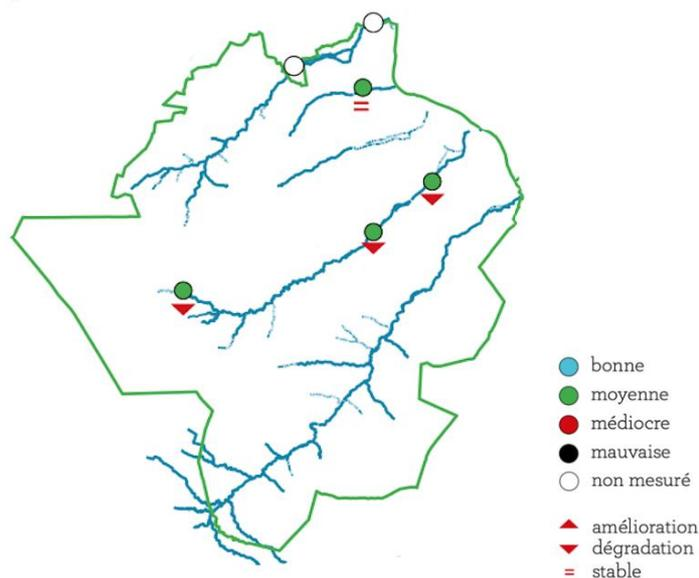 bonne
moyenne
médiocre
mauvaise
non mesuré
amélioration
dégradation
stable